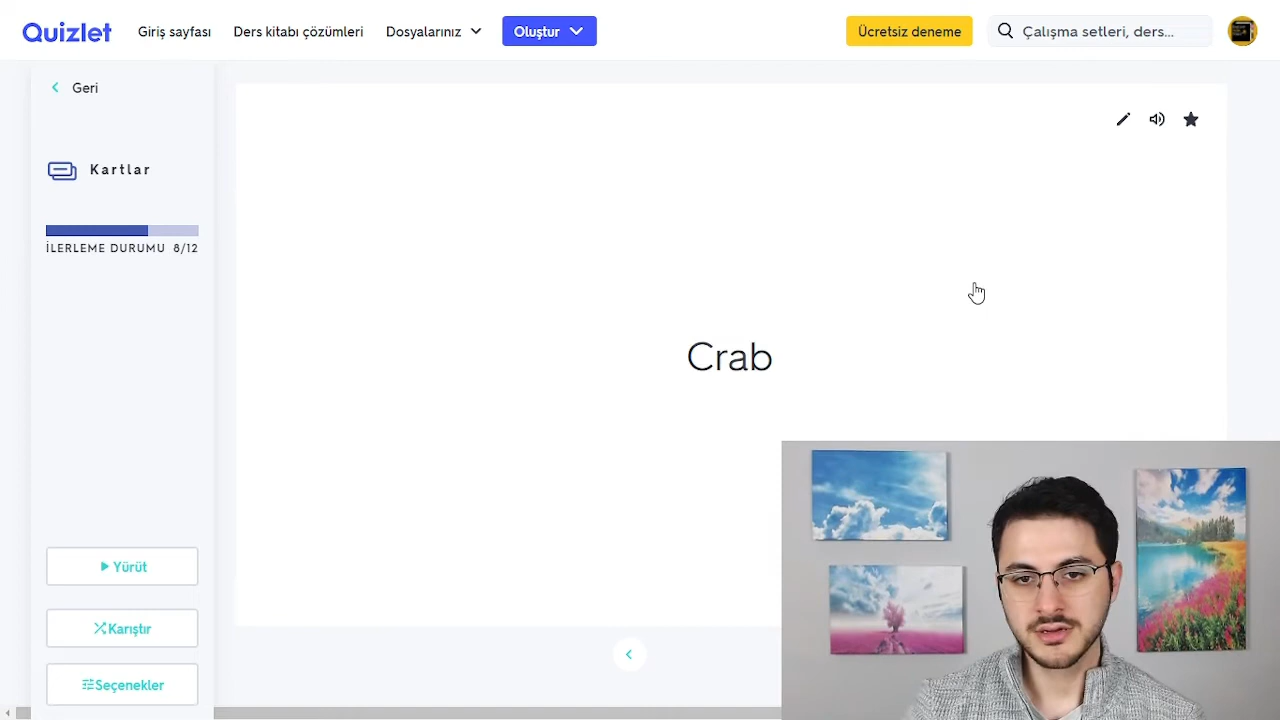 Quizlet
Giriş sayfası
Ders kitabı çözümleri
Dosyalarınız
Oluştur
Ücretsiz deneme
Çalışma setleri, ders...
Geri
Kartlar
İLERLEME DURUMU 8/12
Crab
Yürüt
Karıştır
Seçenekler